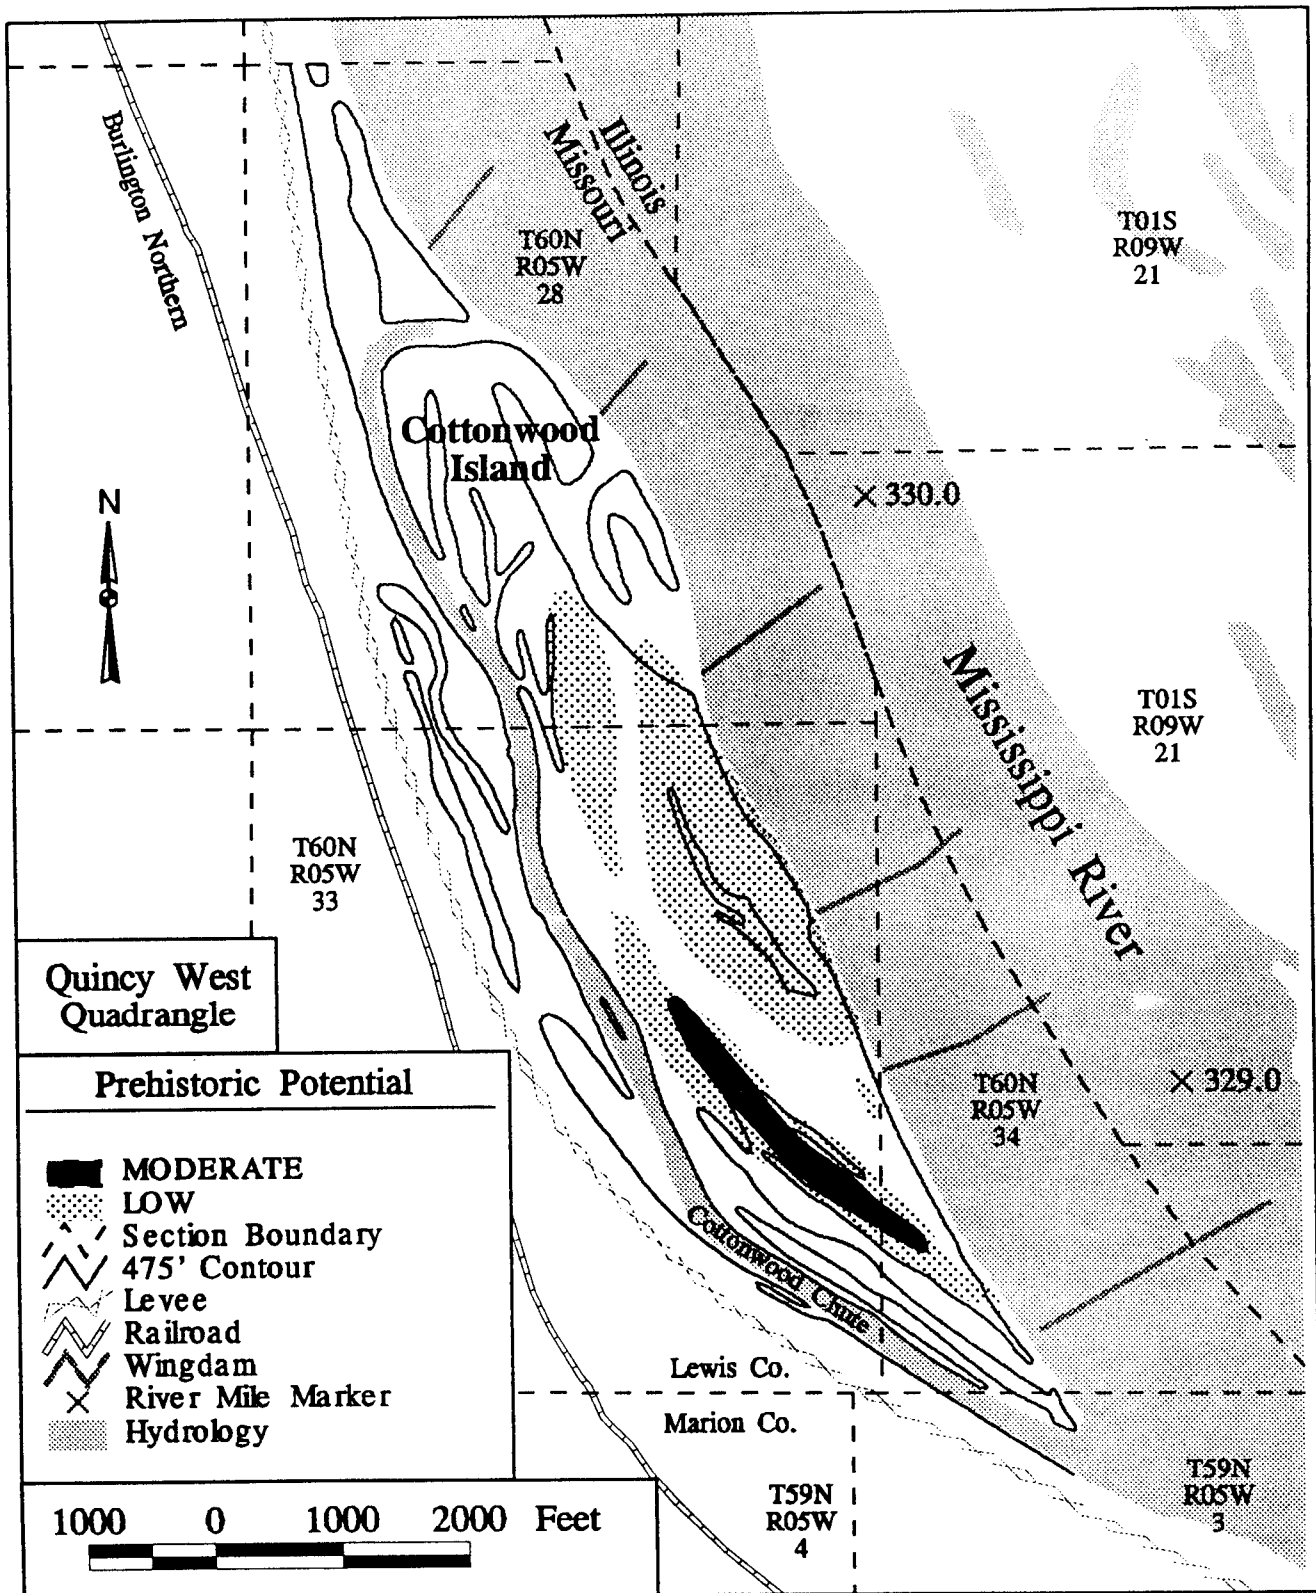 Burlington Northern
Illinois
Missouri
T60N
R05W
28
T01S
R09W
21
Cottonwood
Island
× 330.0
N
Mississippi River
T01S
R09W
21
T60N
R05W
33
Quincy West
Quadrangle
T60N
R05W
34
× 329.0
Prehistoric Potential
MODERATE
LOW
Section Boundary
475' Contour
Levee
Railroad
Wingdam
River Mile Marker
Hydrology
Cottonwood Chute
Lewis Co.
Marion Co.
T59N
R05W
4
T59N
R05W
3
1000 0 1000 2000 Feet